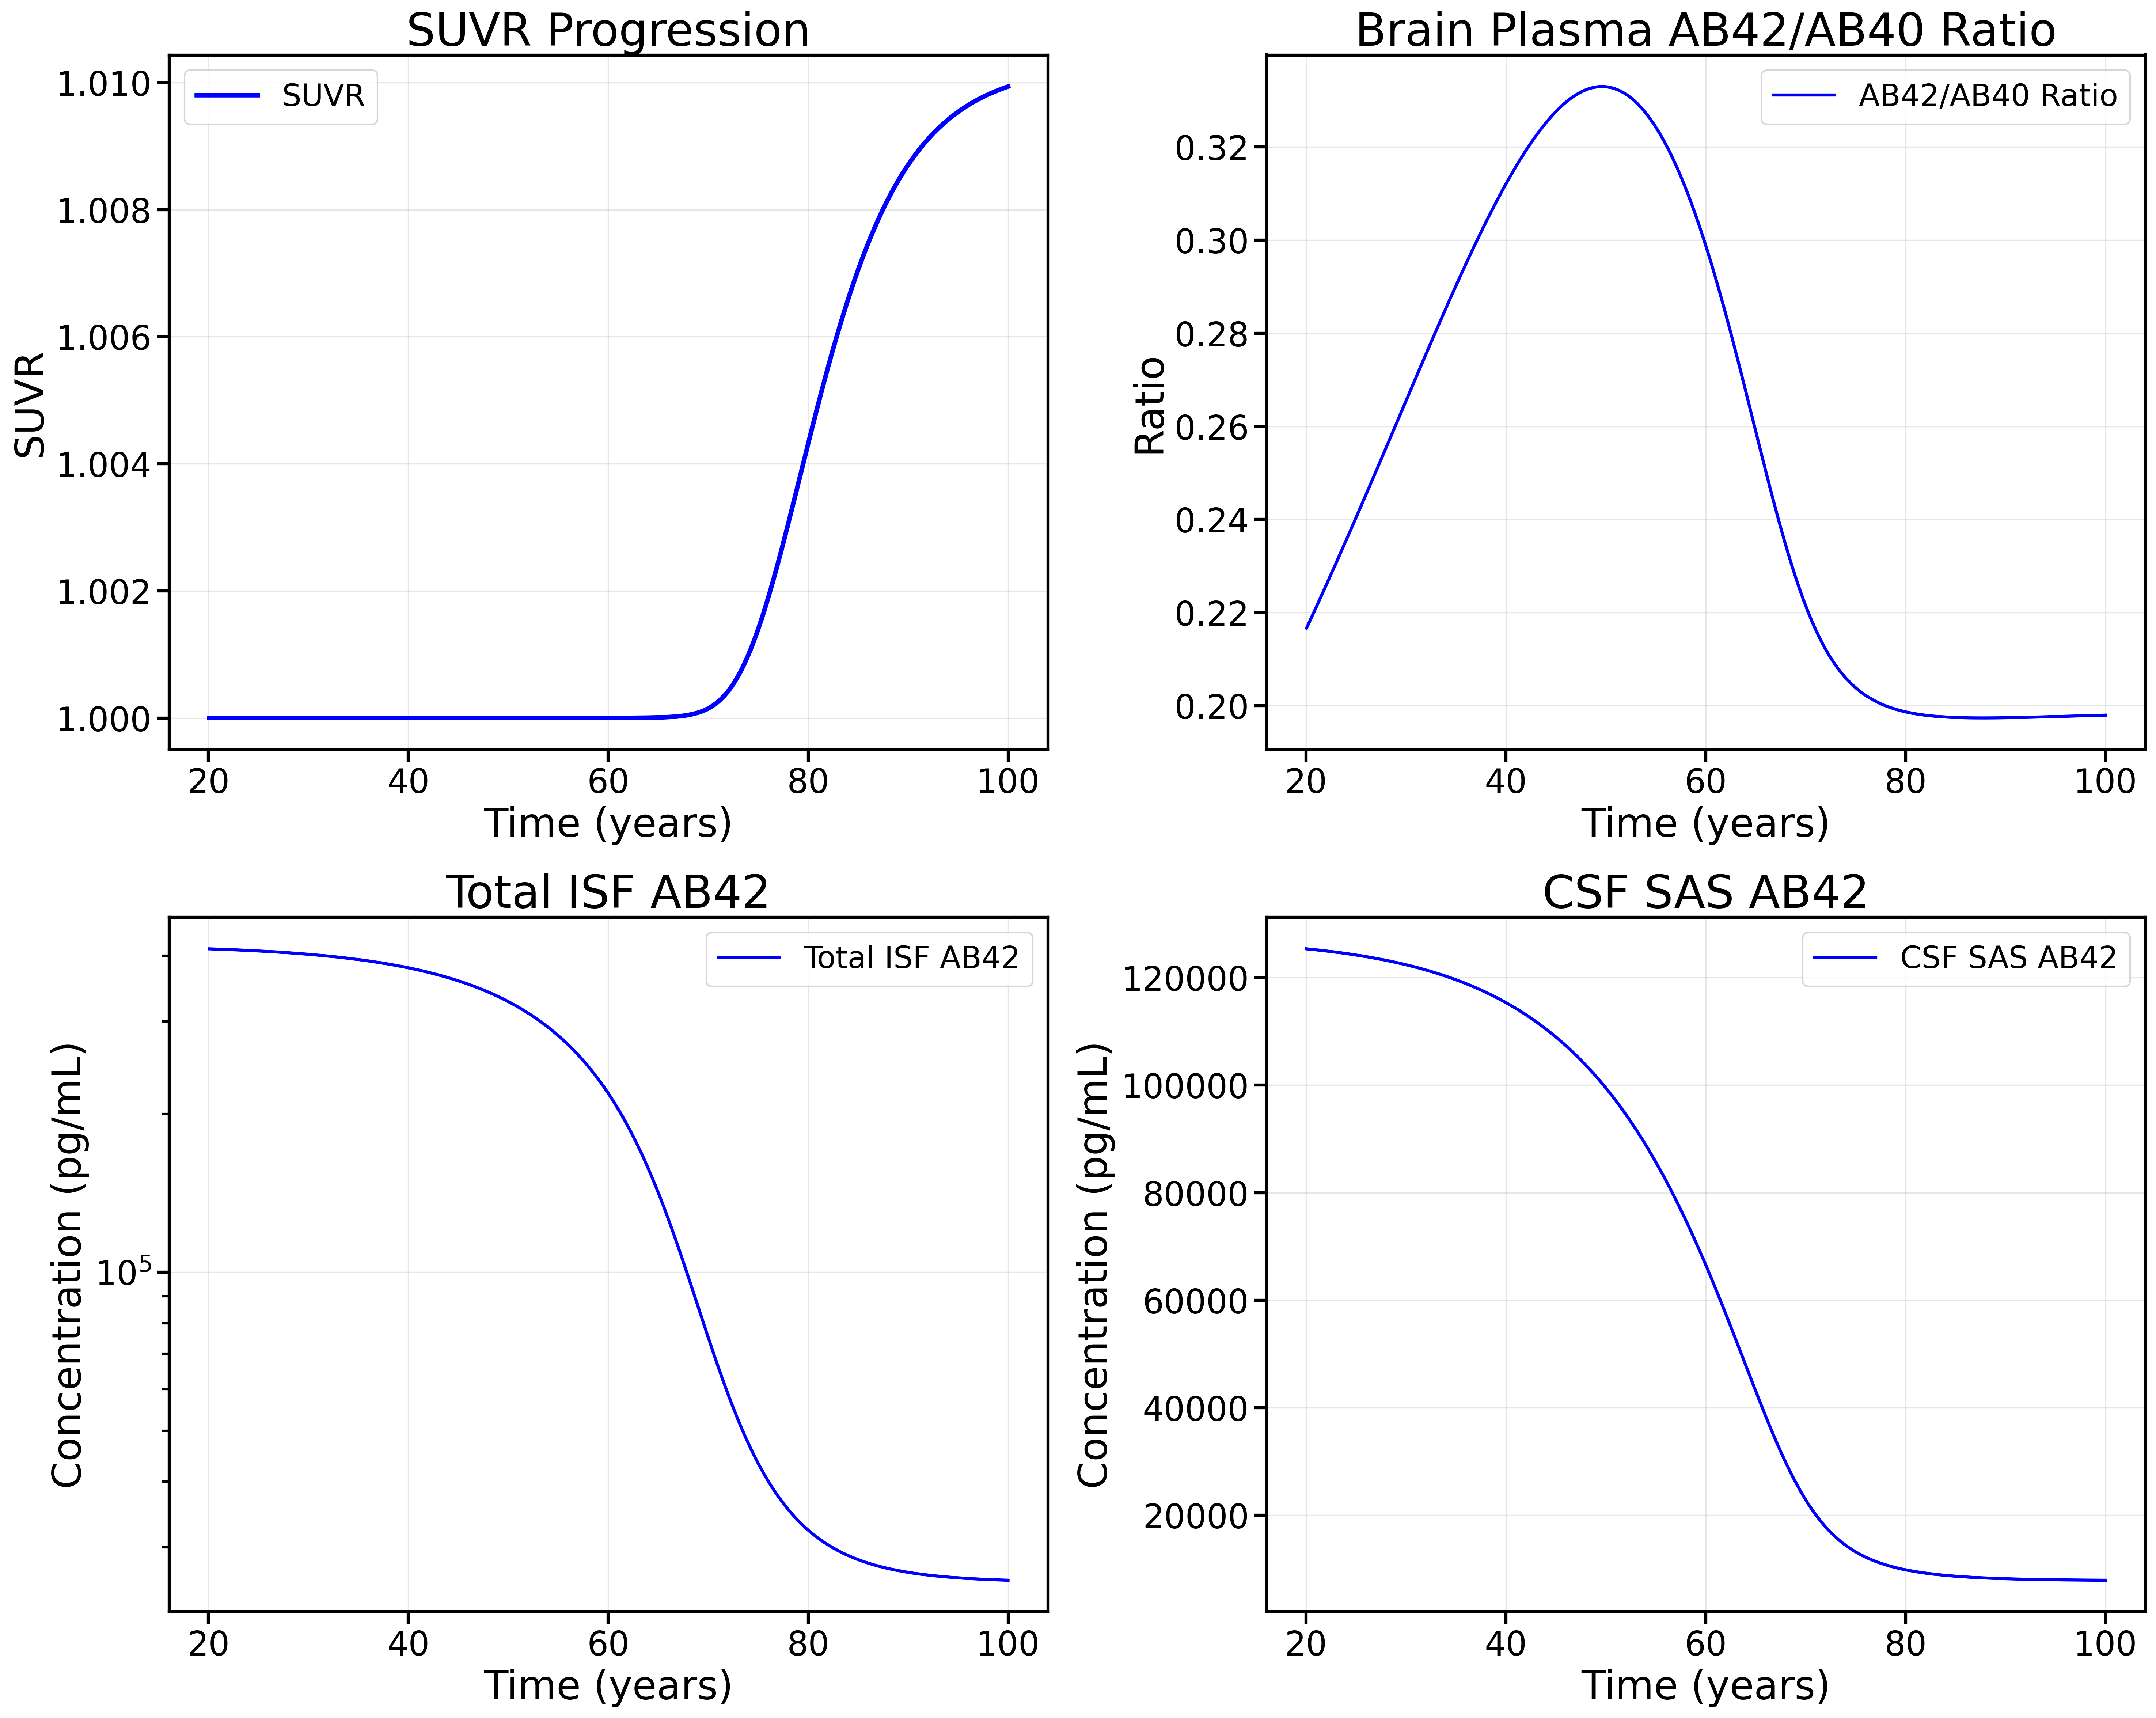 SUVR Progression
SUVR
1.010
1.008
1.006
1.004
1.002
1.000
SUVR
20 40 60 80 100
Time (years)
Brain Plasma AB42/AB40 Ratio
AB42/AB40 Ratio
0.32
0.30
0.28
0.26
0.24
0.22
0.20
Ratio
20 40 60 80 100
Time (years)
Total ISF AB42
Total ISF AB42
10⁵
Concentration (pg/mL)
20 40 60 80 100
Time (years)
CSF SAS AB42
CSF SAS AB42
120000
100000
80000
60000
40000
20000
Concentration (pg/mL)
20 40 60 80 100
Time (years)